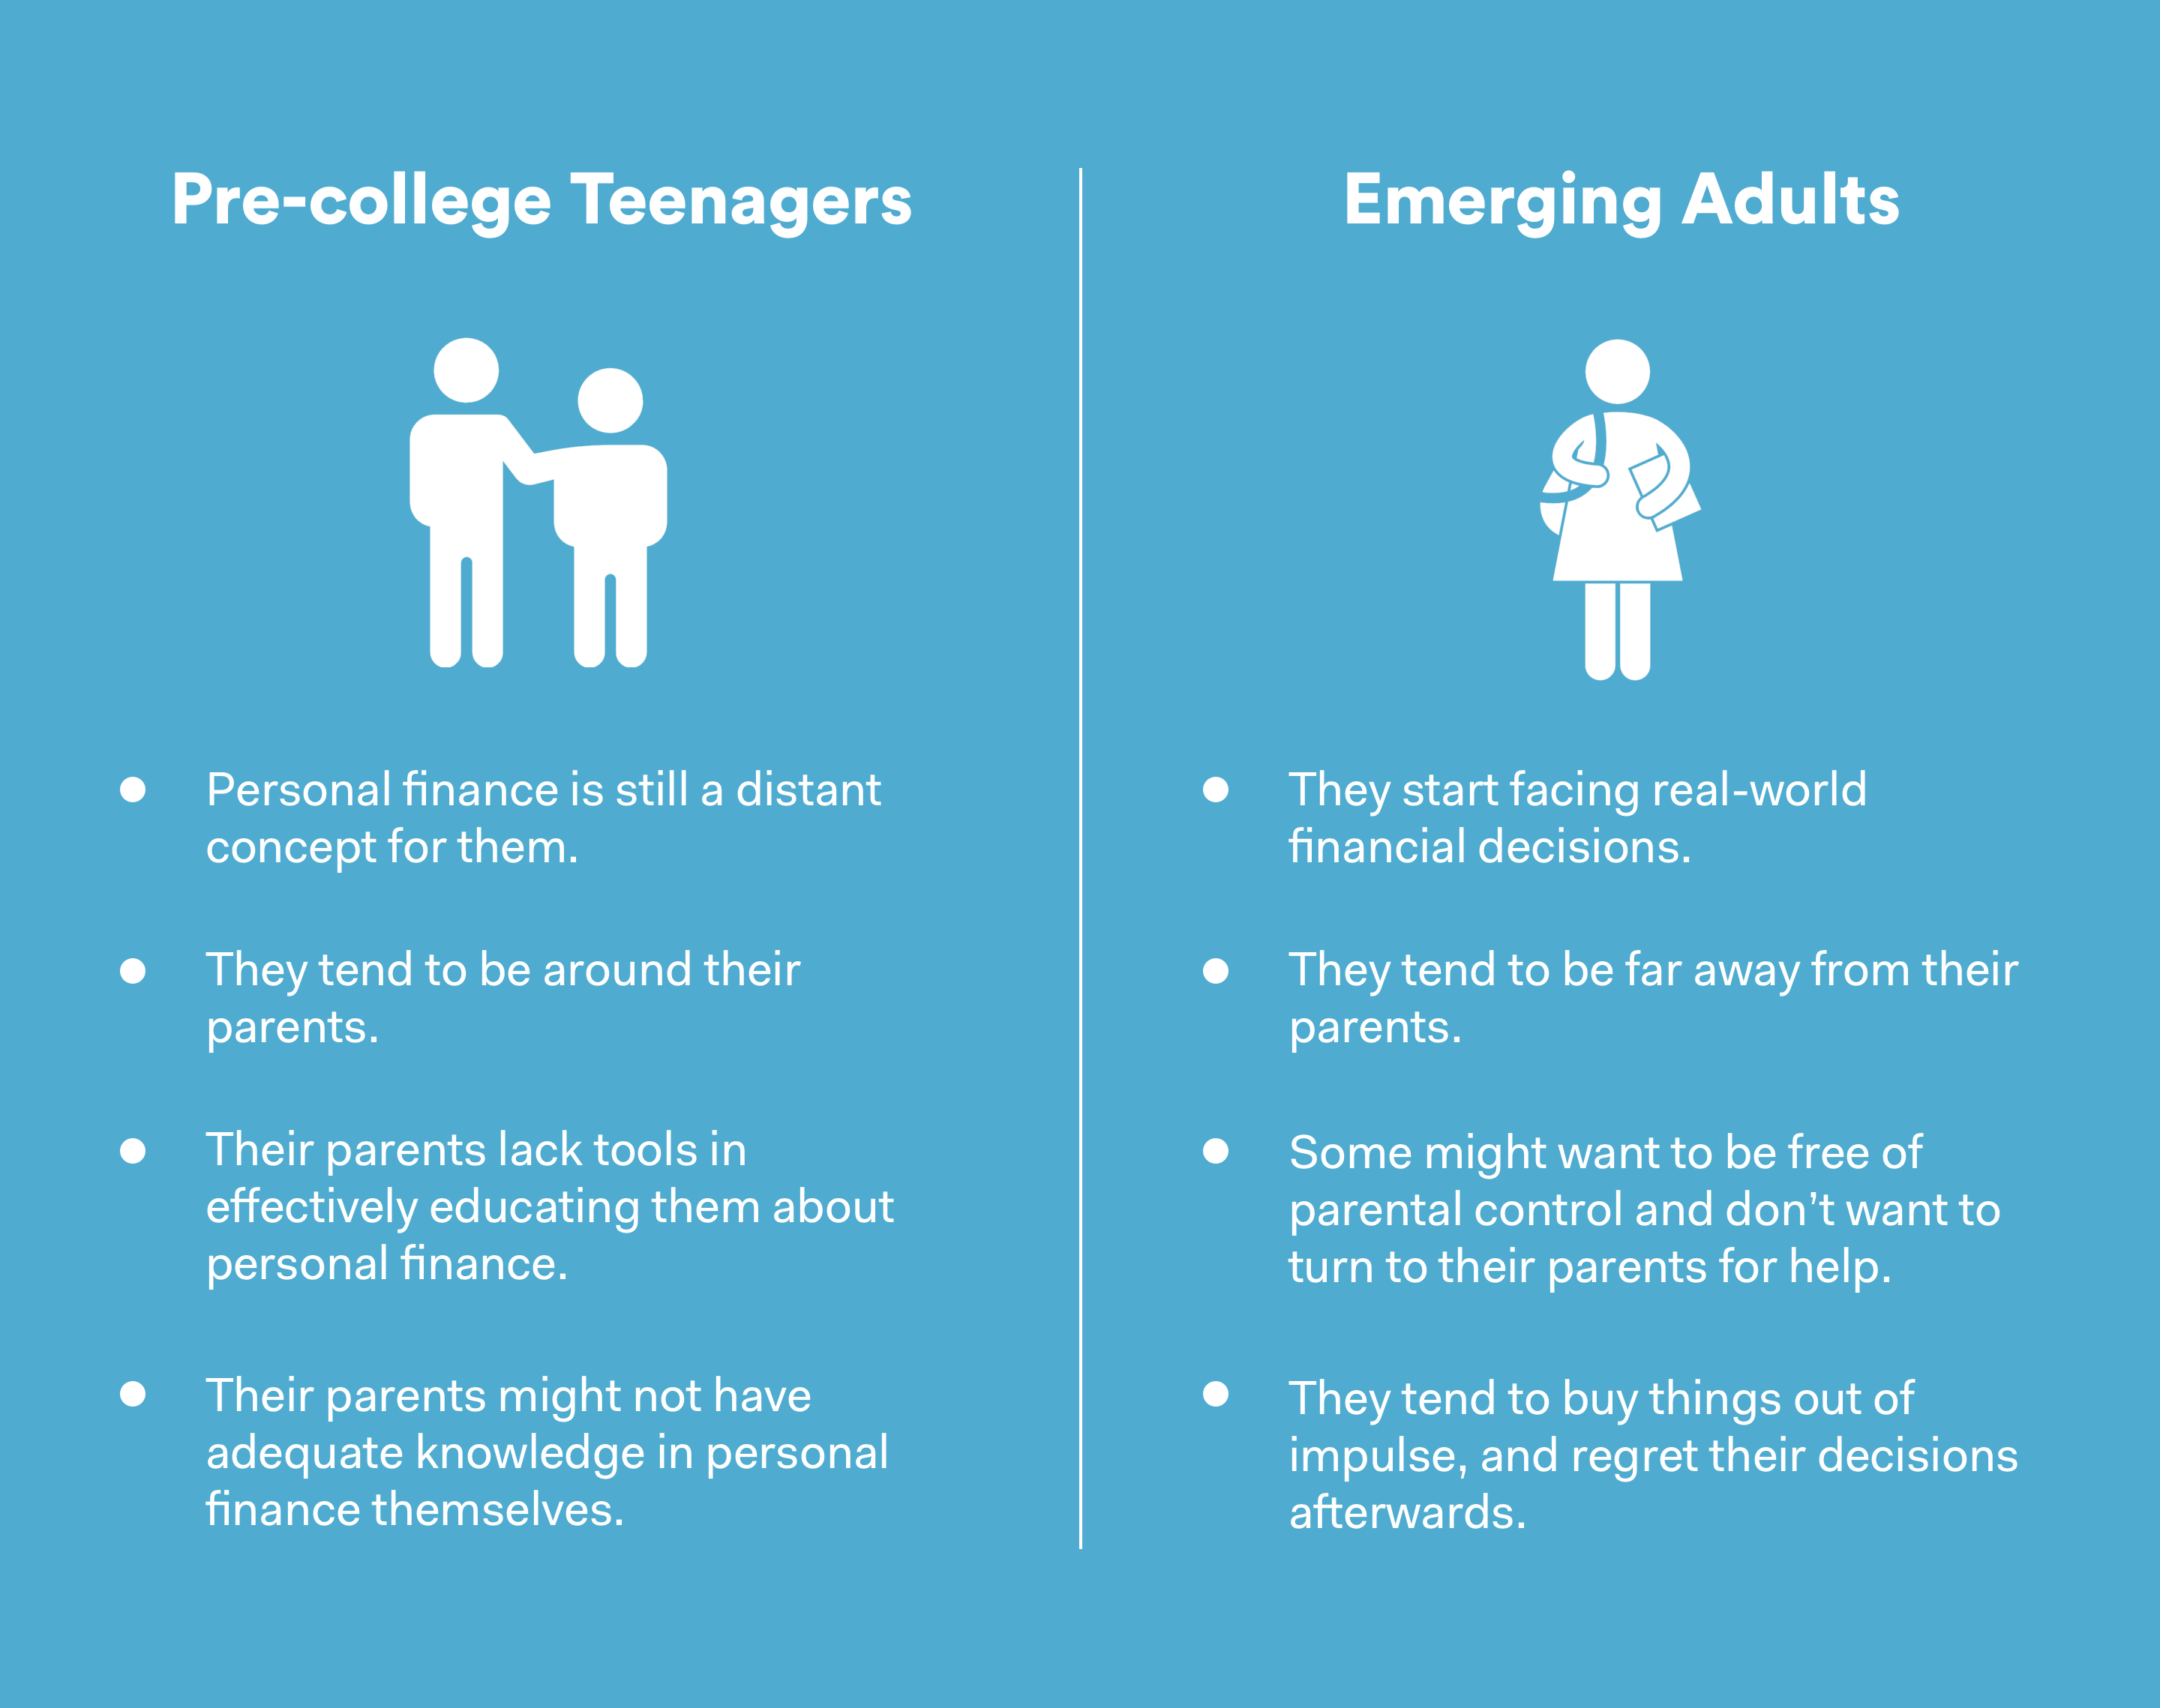 Pre-college Teenagers
Personal finance is still a distant
concept for them.
They tend to be around their
parents.
Their parents lack tools in
effectively educating them about
personal finance.
Their parents might not have
adequate knowledge in personal
finance themselves.
Emerging Adults
They start facing real-world
financial decisions.
They tend to be far away from their
parents.
Some might want to be free of
parental control and don’t want to
turn to their parents for help.
They tend to buy things out of
impulse, and regret their decisions
afterwards.